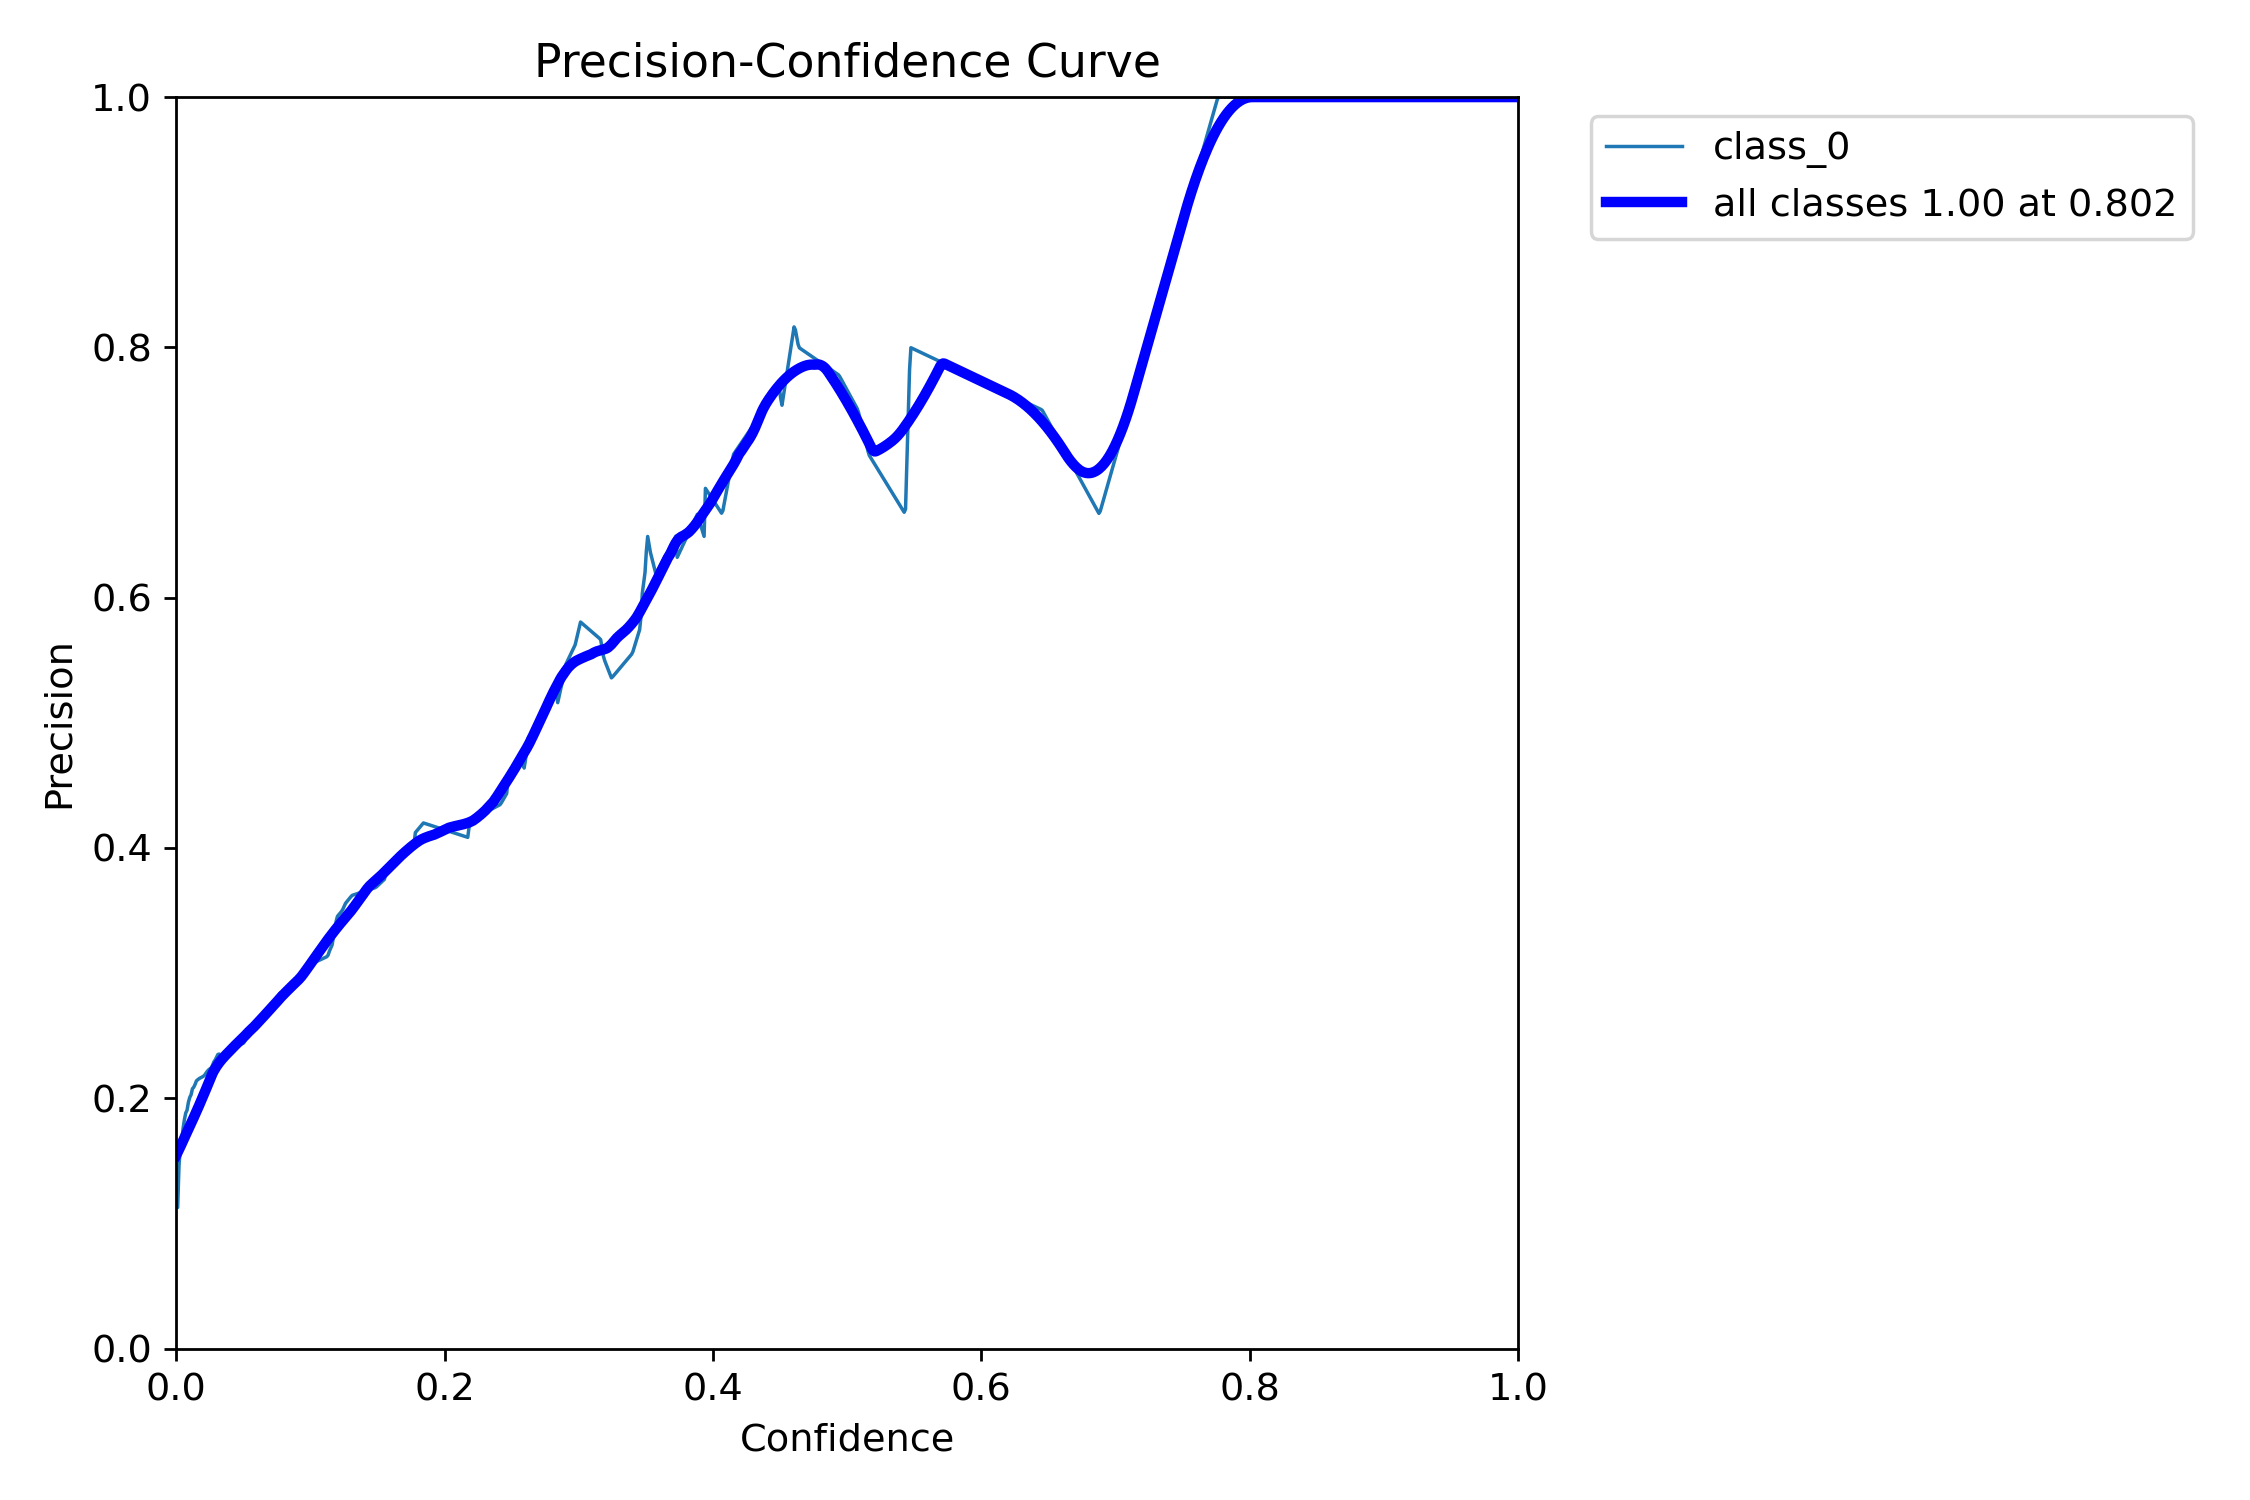 Precision-Confidence Curve
1.0
0.8
0.6
0.4
0.2
0.0
Precision
0.0 0.2 0.4 0.6 0.8 1.0
Confidence
class_0
all classes 1.00 at 0.802